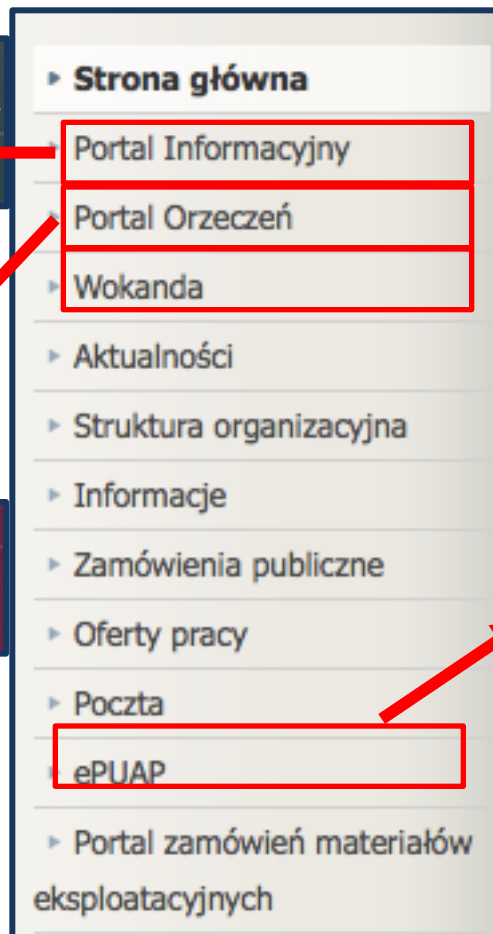 Strona główna
Portal Informacyjny
Portal Orzeczeń
Wokanda
Aktualności
Struktura organizacyjna
Informacje
Zamówienia publiczne
Oferty pracy
Poczta
ePUAP
Portal zamówień materiałów
eksploatacyjnych